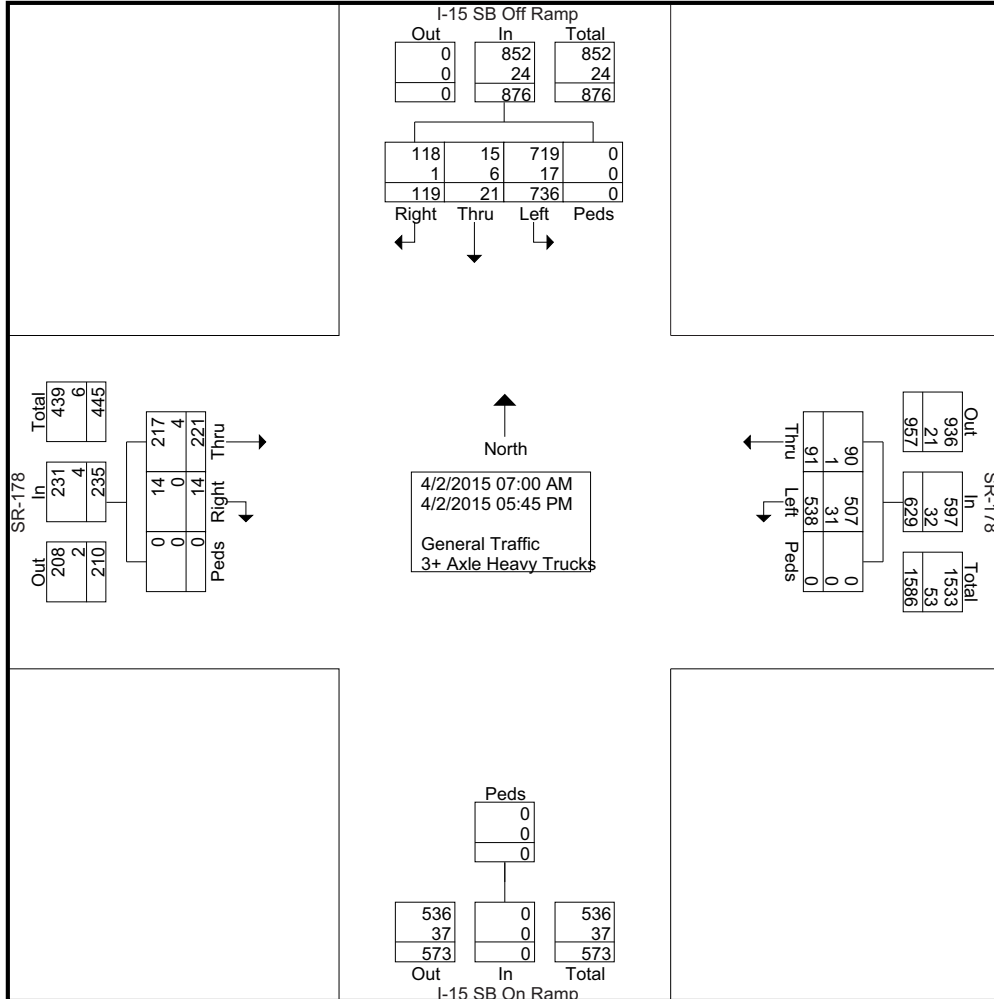 I-15 SB Off Ramp
Out In Total
0 852 852
0 24 24
0 876 876
118 15 719 0
1 6 17 0
119 21 736 0
Right Thru Left Peds
SR-178
Total
439 6 445
In
231 4 235
Out
208 2 210
Thru
217 4 221
Right
14 0 14
Peds
0 0 0
North
4/2/2015 07:00 AM
4/2/2015 05:45 PM
General Traffic
3+ Axle Heavy Trucks
SR-178
Out
936 21 957
In
597 32 629
Total
1533 53 1586
Thru
90 1 91
Left
507 31 538
Peds
0 0 0
Peds
0
0
0
536 0 536
37 0 37
573 0 573
Out In Total
I-15 SB On Ramp